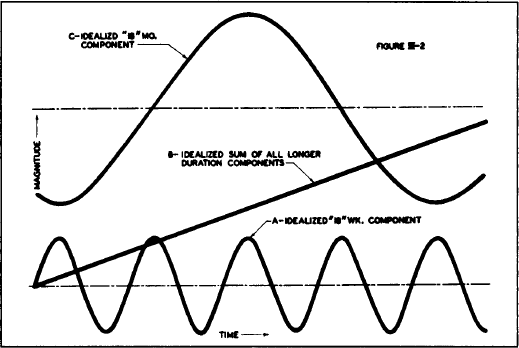 C-IDEALIZED "18" MO.
COMPONENT
FIGURE III-2
MAGNITUDE
B- IDEALIZED SUM OF ALL LONGER
DURATION COMPONENTS
A-IDEALIZED "18" WK. COMPONENT
TIME